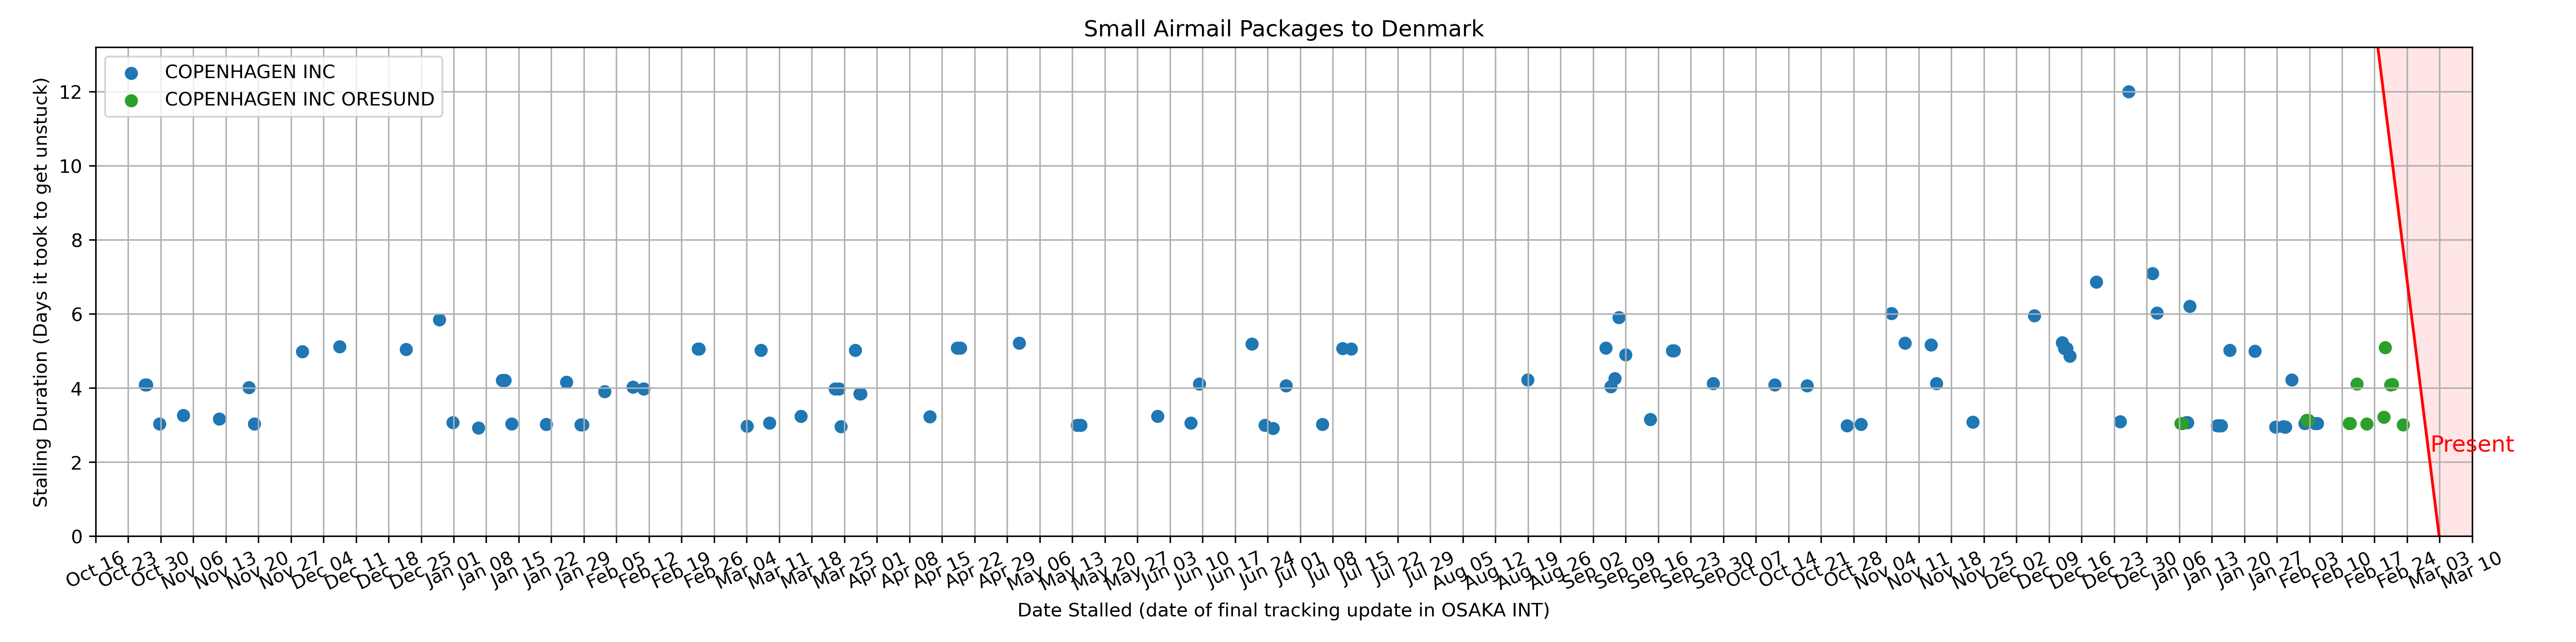 Small Airmail Packages to Denmark
COPENHAGEN INC
COPENHAGEN INC ORESUND
Stalling Duration (Days it took to get unstuck)
12
10
8
6
4
2
0
Present
Oct 16
Oct 23
Oct 30
Nov 06
Nov 13
Nov 20
Nov 27
Dec 04
Dec 11
Dec 18
Dec 25
Jan 01
Jan 08
Jan 15
Jan 22
Jan 29
Feb 05
Feb 12
Feb 19
Feb 26
Mar 04
Mar 11
Mar 18
Mar 25
Apr 01
Apr 08
Apr 15
Apr 22
Apr 29
May 06
May 13
May 20
May 27
Jun 03
Jun 10
Jun 17
Jun 24
Jul 01
Jul 08
Jul 15
Jul 22
Jul 29
Aug 05
Aug 12
Aug 19
Aug 26
Sep 02
Sep 09
Sep 16
Sep 23
Sep 30
Oct 07
Oct 14
Oct 21
Oct 28
Nov 04
Nov 11
Nov 18
Nov 25
Dec 02
Dec 09
Dec 16
Dec 23
Dec 30
Jan 06
Jan 13
Jan 20
Jan 27
Feb 03
Feb 10
Feb 17
Feb 24
Mar 03
Mar 10
Date Stalled (date of final tracking update in OSAKA INT)